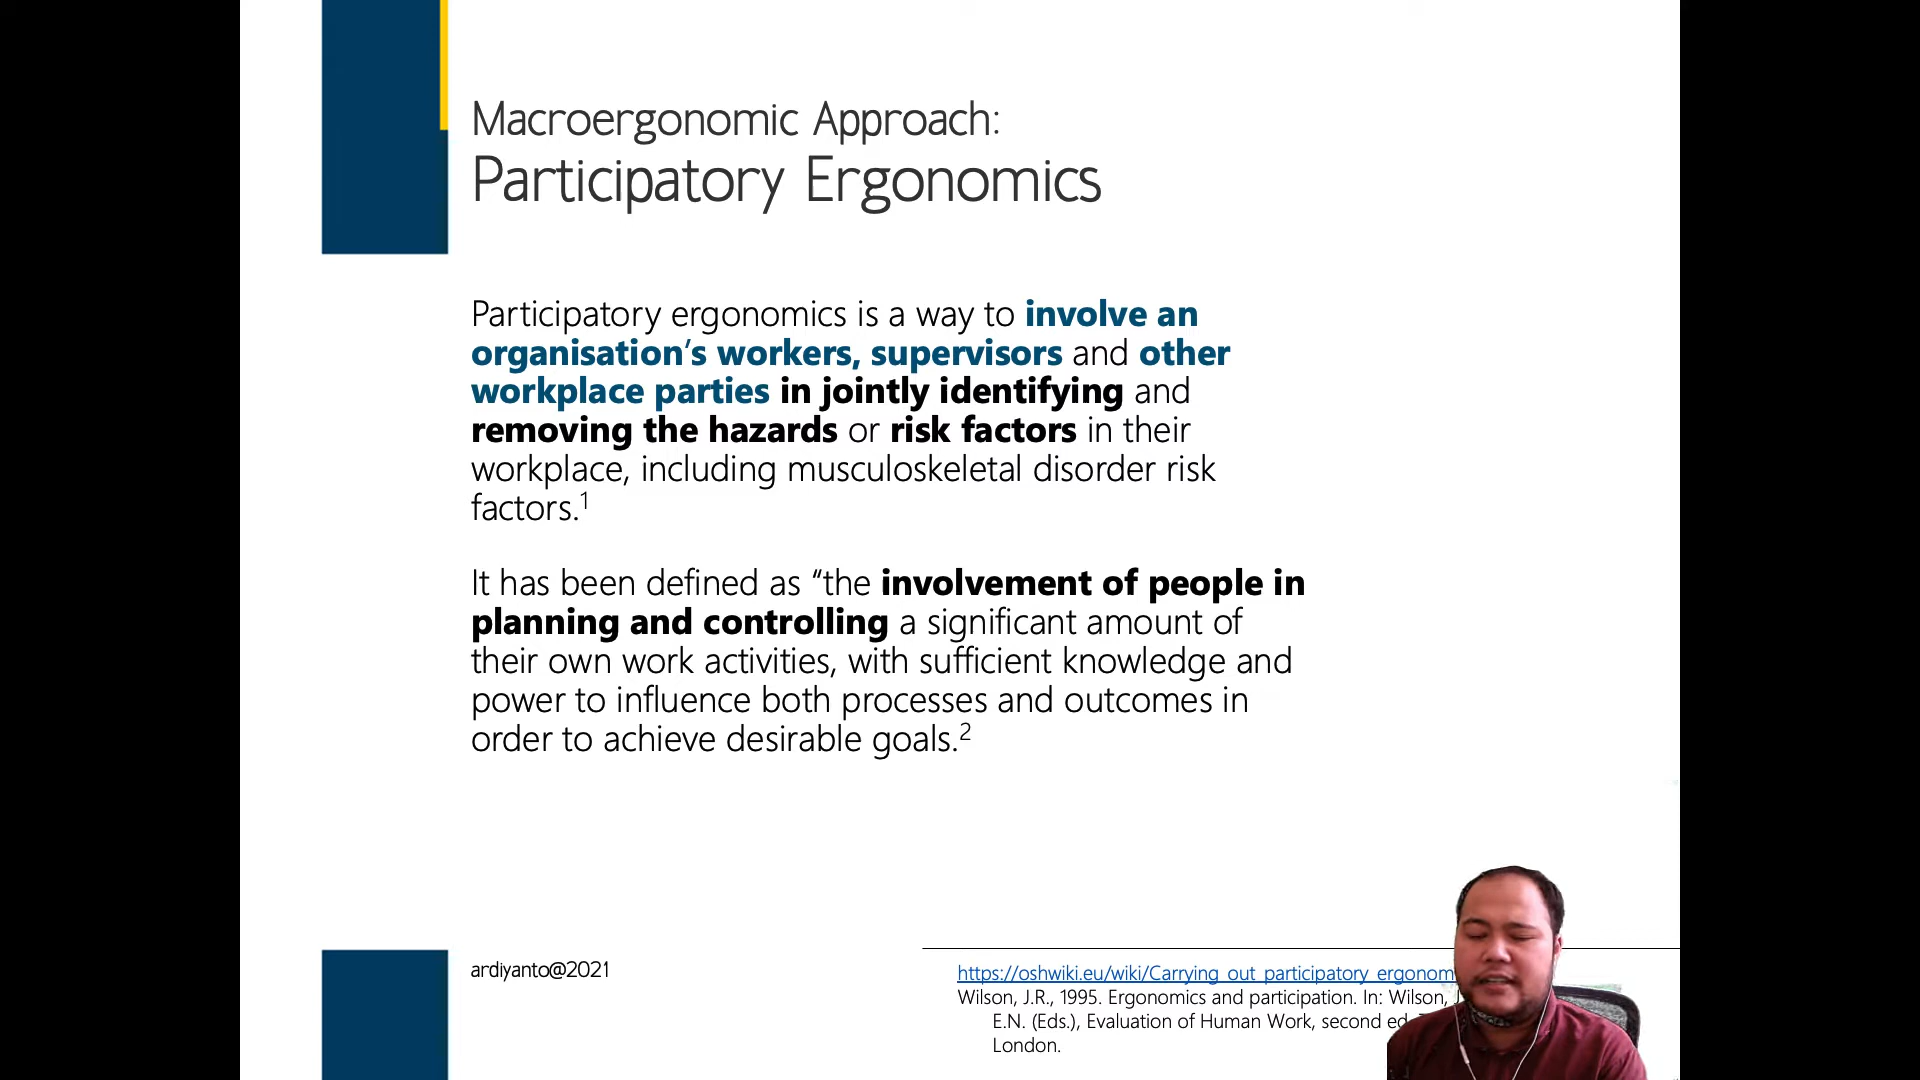 Macroergonomic Approach:
Participatory Ergonomics
Participatory ergonomics is a way to involve an
organisation’s workers, supervisors and other
workplace parties in jointly identifying and
removing the hazards or risk factors in their
workplace, including musculoskeletal disorder risk
factors.1
It has been defined as “the involvement of people in
planning and controlling a significant amount of
their own work activities, with sufficient knowledge and
power to influence both processes and outcomes in
order to achieve desirable goals.2
ardiyanto@2021
https://oshwiki.eu/wiki/Carrying_out_participatory_ergonom
Wilson, J.R., 1995. Ergonomics and participation. In: Wilson,
E.N. (Eds.), Evaluation of Human Work, second ed.
London.